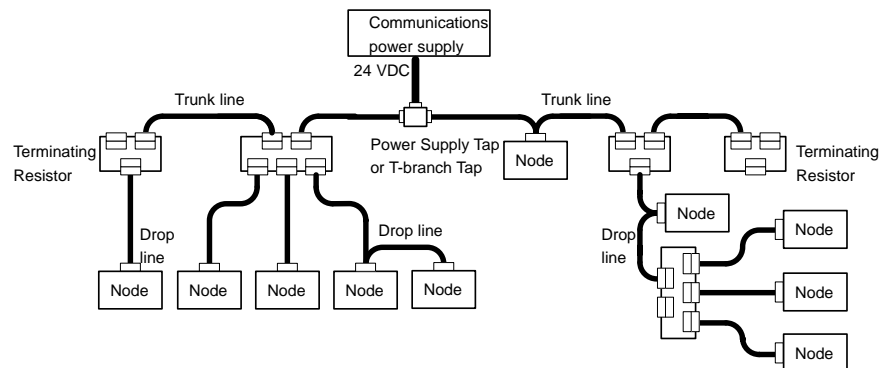 Communications
power supply
24 VDC
Trunk line
Trunk line
Terminating
Resistor
Power Supply Tap
or T-branch Tap
Node
Terminating
Resistor
Node
Node
Drop
line
Drop line
Drop
line
Node
Node
Node
Node
Node
Node
Node